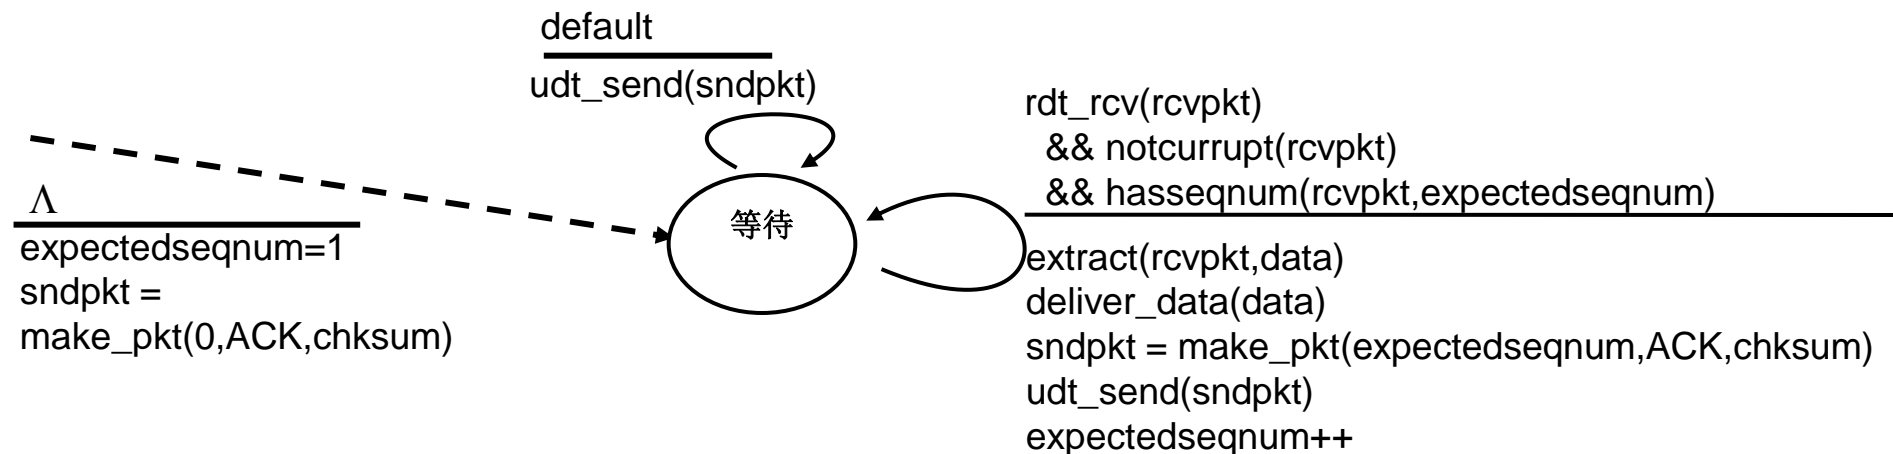 default
udt_send(sndpkt)
Λ
expectedseqnum=1
sndpkt =
make_pkt(0,ACK,chksum)
等待
rdt_rcv(rcvpkt)
&& notcurrupt(rcvpkt)
&& hasseqnum(rcvpkt,expectedseqnum)
extract(rcvpkt,data)
deliver_data(data)
sndpkt = make_pkt(expectedseqnum,ACK,chksum)
udt_send(sndpkt)
expectedseqnum++